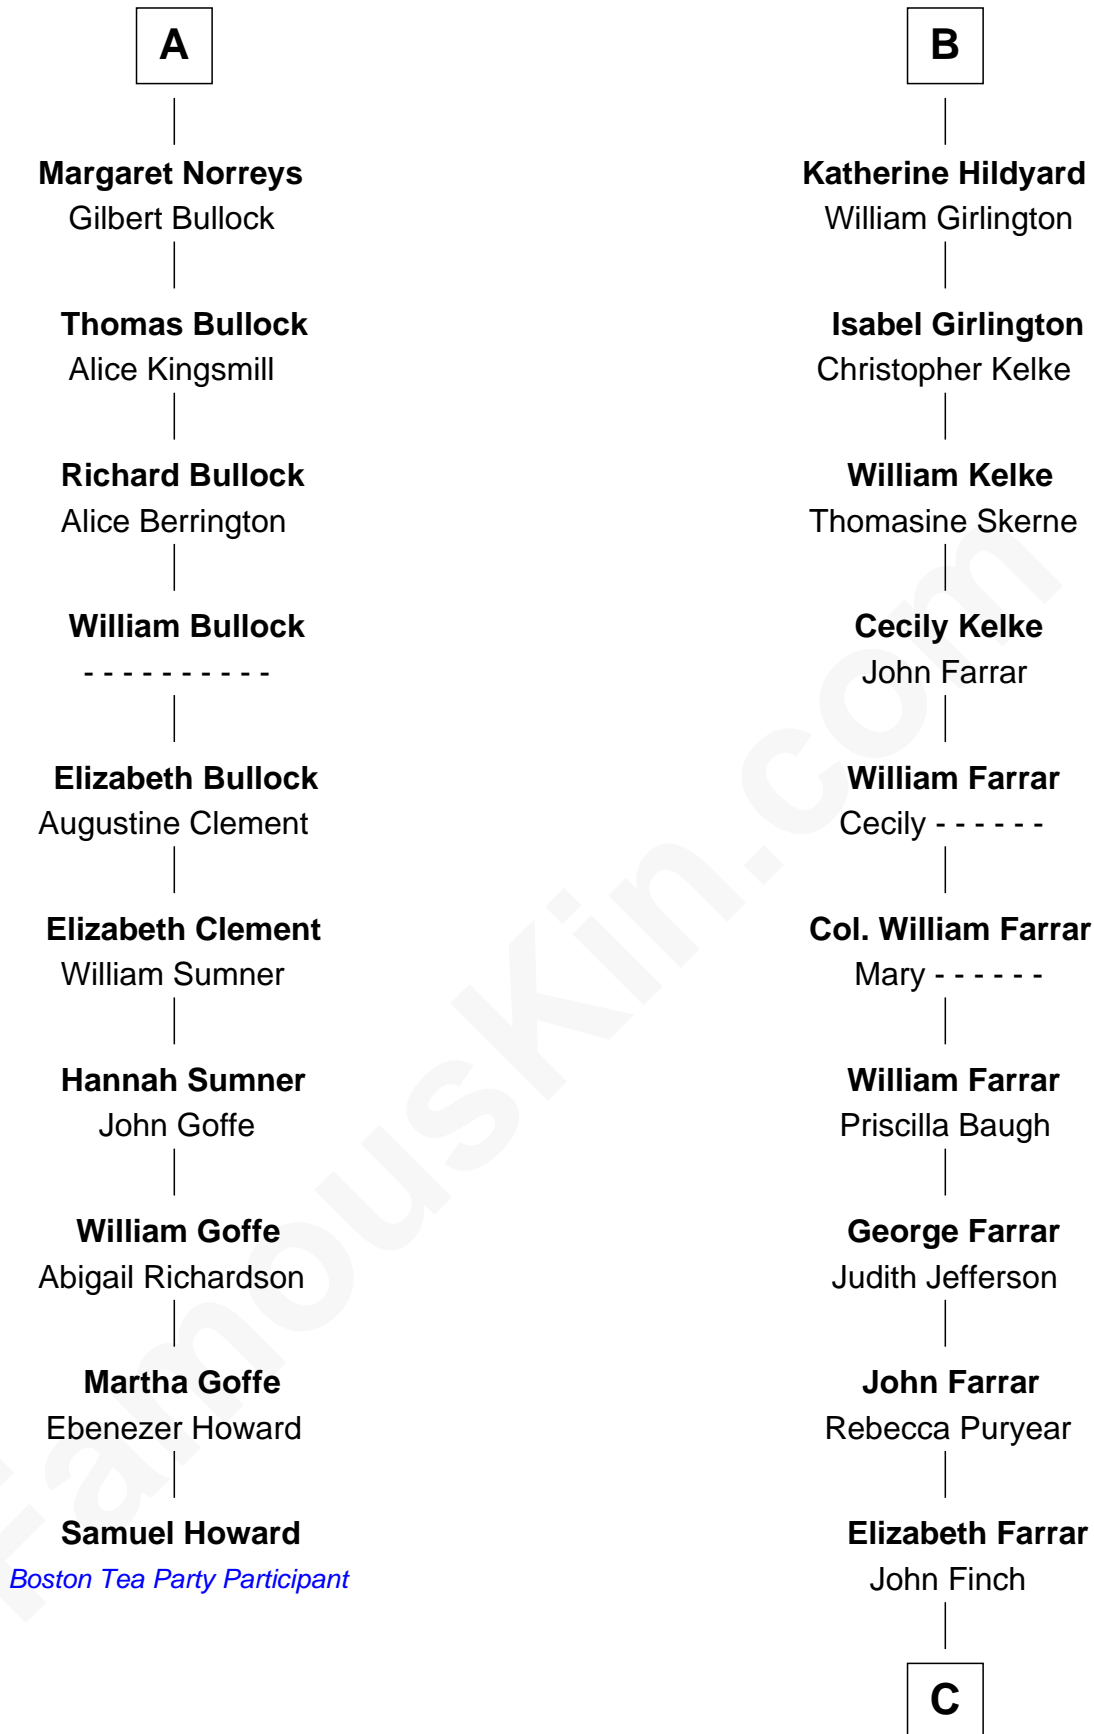 A
Margaret Norreys
Gilbert Bullock
Thomas Bullock
Alice Kingsmill
Richard Bullock
Alice Berrington
William Bullock
- - - - - - - - - -
Elizabeth Bullock
Augustine Clement
Elizabeth Clement
William Sumner
Hannah Sumner
John Goffe
William Goffe
Abigail Richardson
Martha Goffe
Ebenezer Howard
Samuel Howard
Boston Tea Party Participant
B
Katherine Hildyard
William Girlington
Isabel Girlington
Christopher Kelke
William Kelke
Thomasine Skerne
Cecily Kelke
John Farrar
William Farrar
Cecily - - - - - -
Col. William Farrar
Mary - - - - - -
William Farrar
Priscilla Baugh
George Farrar
Judith Jefferson
John Farrar
Rebecca Puryear
Elizabeth Farrar
John Finch
C
FamousKin.com